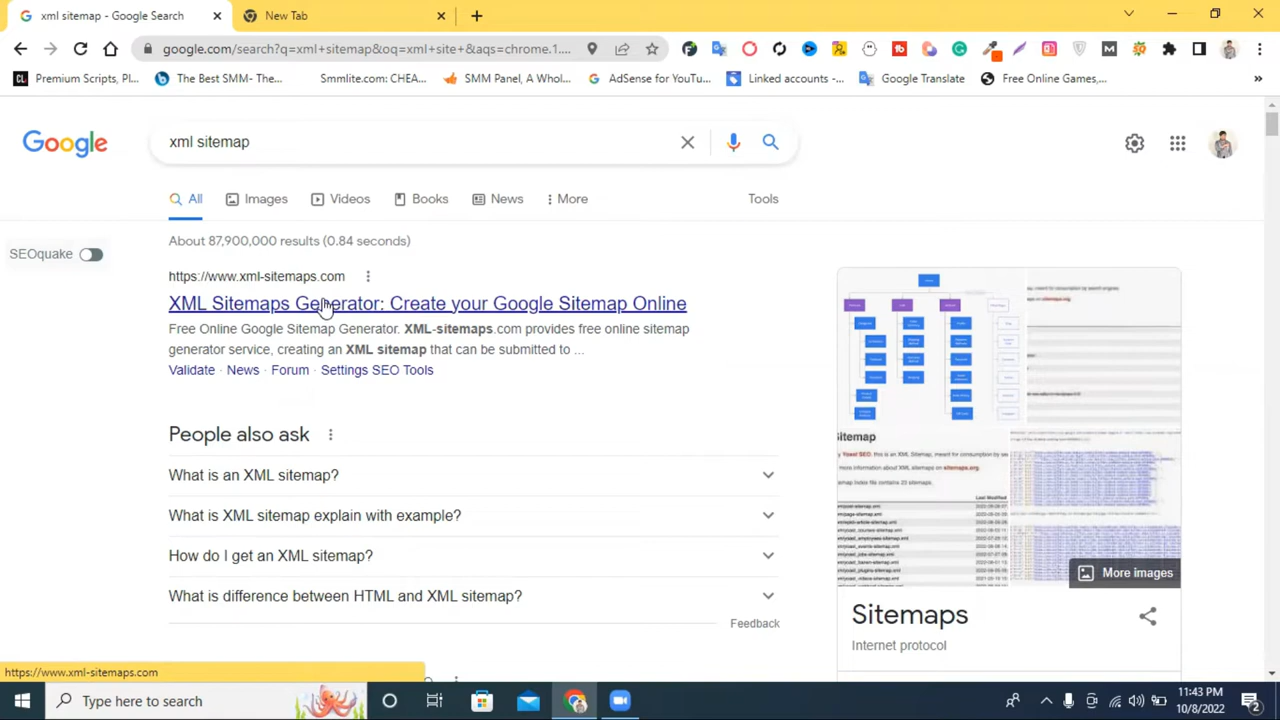 xml sitemap - Google Search
New Tab
google.com/search?q=xml+sitemap&oq=xml+site+&aqs=chrome.1....
Premium Scripts, Pl...
The Best SMM- The...
Smmlite.com: CHEA...
SMM Panel, A Whol...
AdSense for YouTu...
Linked accounts -...
Google Translate
Free Online Games,...
Google
xml sitemap
All
Images
Videos
Books
News
More
Tools
SEOquake
About 87,900,000 results (0.84 seconds)
https://www.xml-sitemaps.com
XML Sitemaps Create your Google Sitemap Online
Free Online Google Sitemap Generator. XML-sitemaps.com provides free online sitemap
generator service, creating an XML sitemap that can be submitted to ...
Validator · News · Forum · Settings SEO Tools
People also ask
What is an XML sitemap?
What is XML sitemap
How do I get an XML sitemap?
What is difference between HTML and XML sitemap?
Feedback
Sitemap
More images
Sitemaps
Internet protocol
https://www.xml-sitemaps.com
Type here to search
11:43 PM
10/8/2022
2